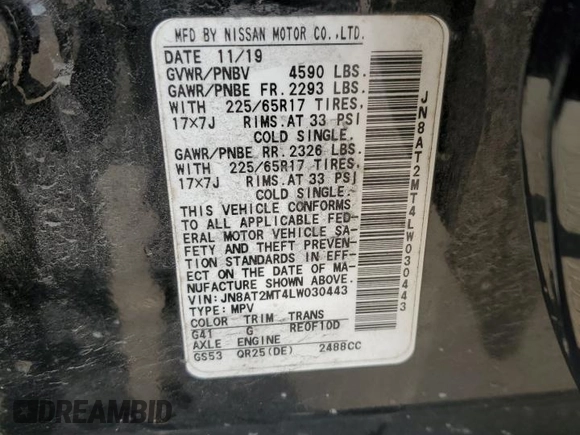 MFD BY NISSAN MOTOR CO.,LTD.
DATE 11/19
GVWR/PNBV 4590 LBS.
GAWR/PNBE FR. 2293 LBS.
WITH 225/65R17 TIRES,
17×7J RIMS. AT 33 PSI
COLD SINGLE.
GAWR/PNBE RR. 2326 LBS.
WITH 225/65R17 TIRES,
17×7J RIMS. AT 33 PSI
COLD SINGLE.
THIS VEHICLE CONFORMS
TO ALL APPLICABLE FED-
ERAL MOTOR VEHICLE SA-
FETY AND THEFT PREVEN-
TION STANDARDS IN EFF-
ECT ON THE DATE OF MA-
NUFACTURE SHOWN ABOVE.
VIN: JN8AT2MT4LW030443
TYPE: MPV
COLOR TRIM TRANS
G41 G RE0F10D
AXLE ENGINE
GS53 QR25(DE) 2488CC
JN8AT2MT4LW030443
DREAMBID